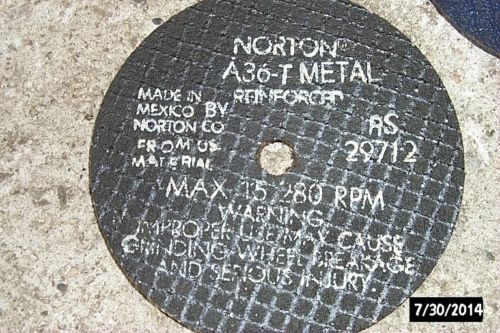 NORTON
A36-T METAL
REINFORCED
MADE IN
MEXICO BY
NORTON CO
FROM US
MATERIAL
RS
29712
MAX 15 280 RPM
WARNING
IMPROPER USE MAY CAUSE
GRINDING WHEEL BREAKAGE
AND SERIOUS INJURY
7/30/2014